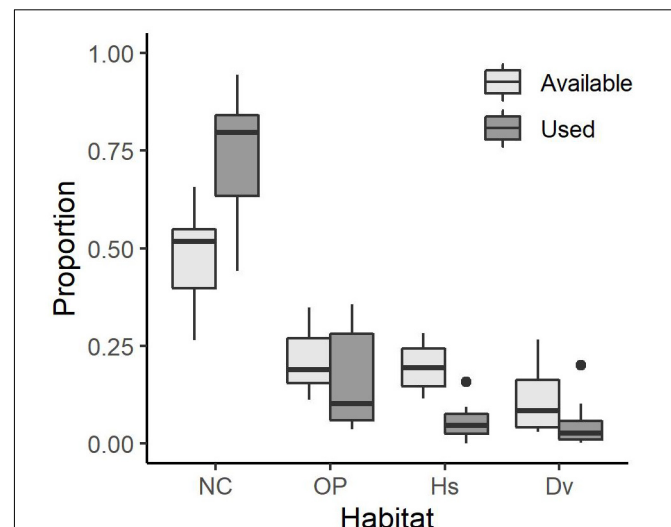 1.00
0.75
0.50
0.25
0.00
Proportion
Available
Used
NC OP Hs Dv
Habitat